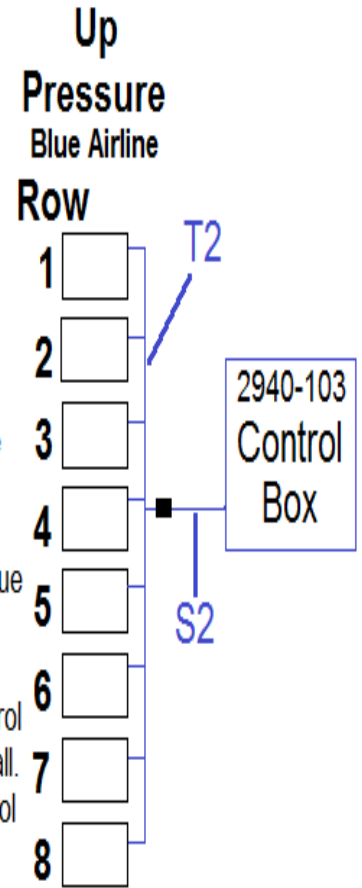 Up
Pressure
Blue Airline
Row
T2
1
2
2940-103
Control
Box
3
4
5
S2
6
all.
7
8